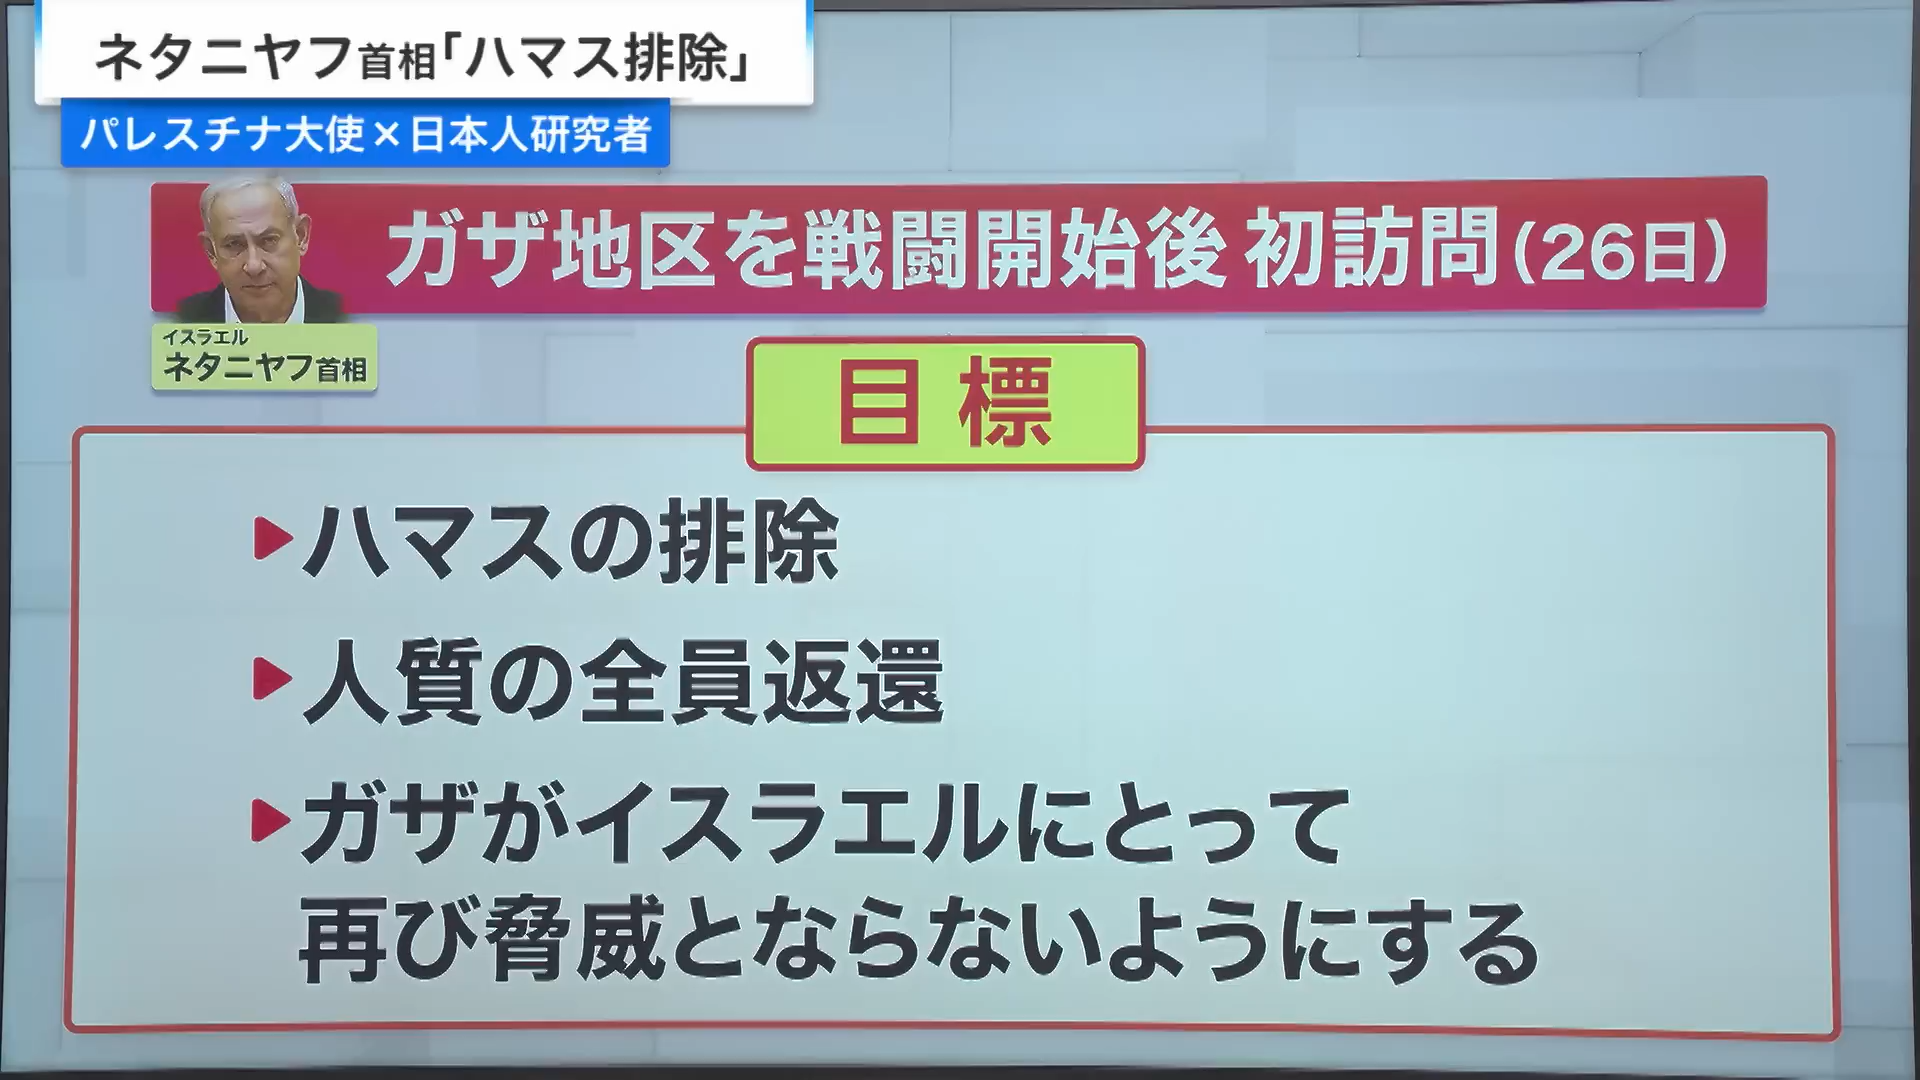 ネタニヤフ首相「ハマス排除」
パレスチナ大使×日本人研究者
ガザ地区を戦闘開始後 初訪問(26日)
イスラエル
ネタニヤフ首相
目標
▶ハマスの排除
▶人質の全員返還
▶ガザがイスラエルにとって
再び脅威とならないようにする